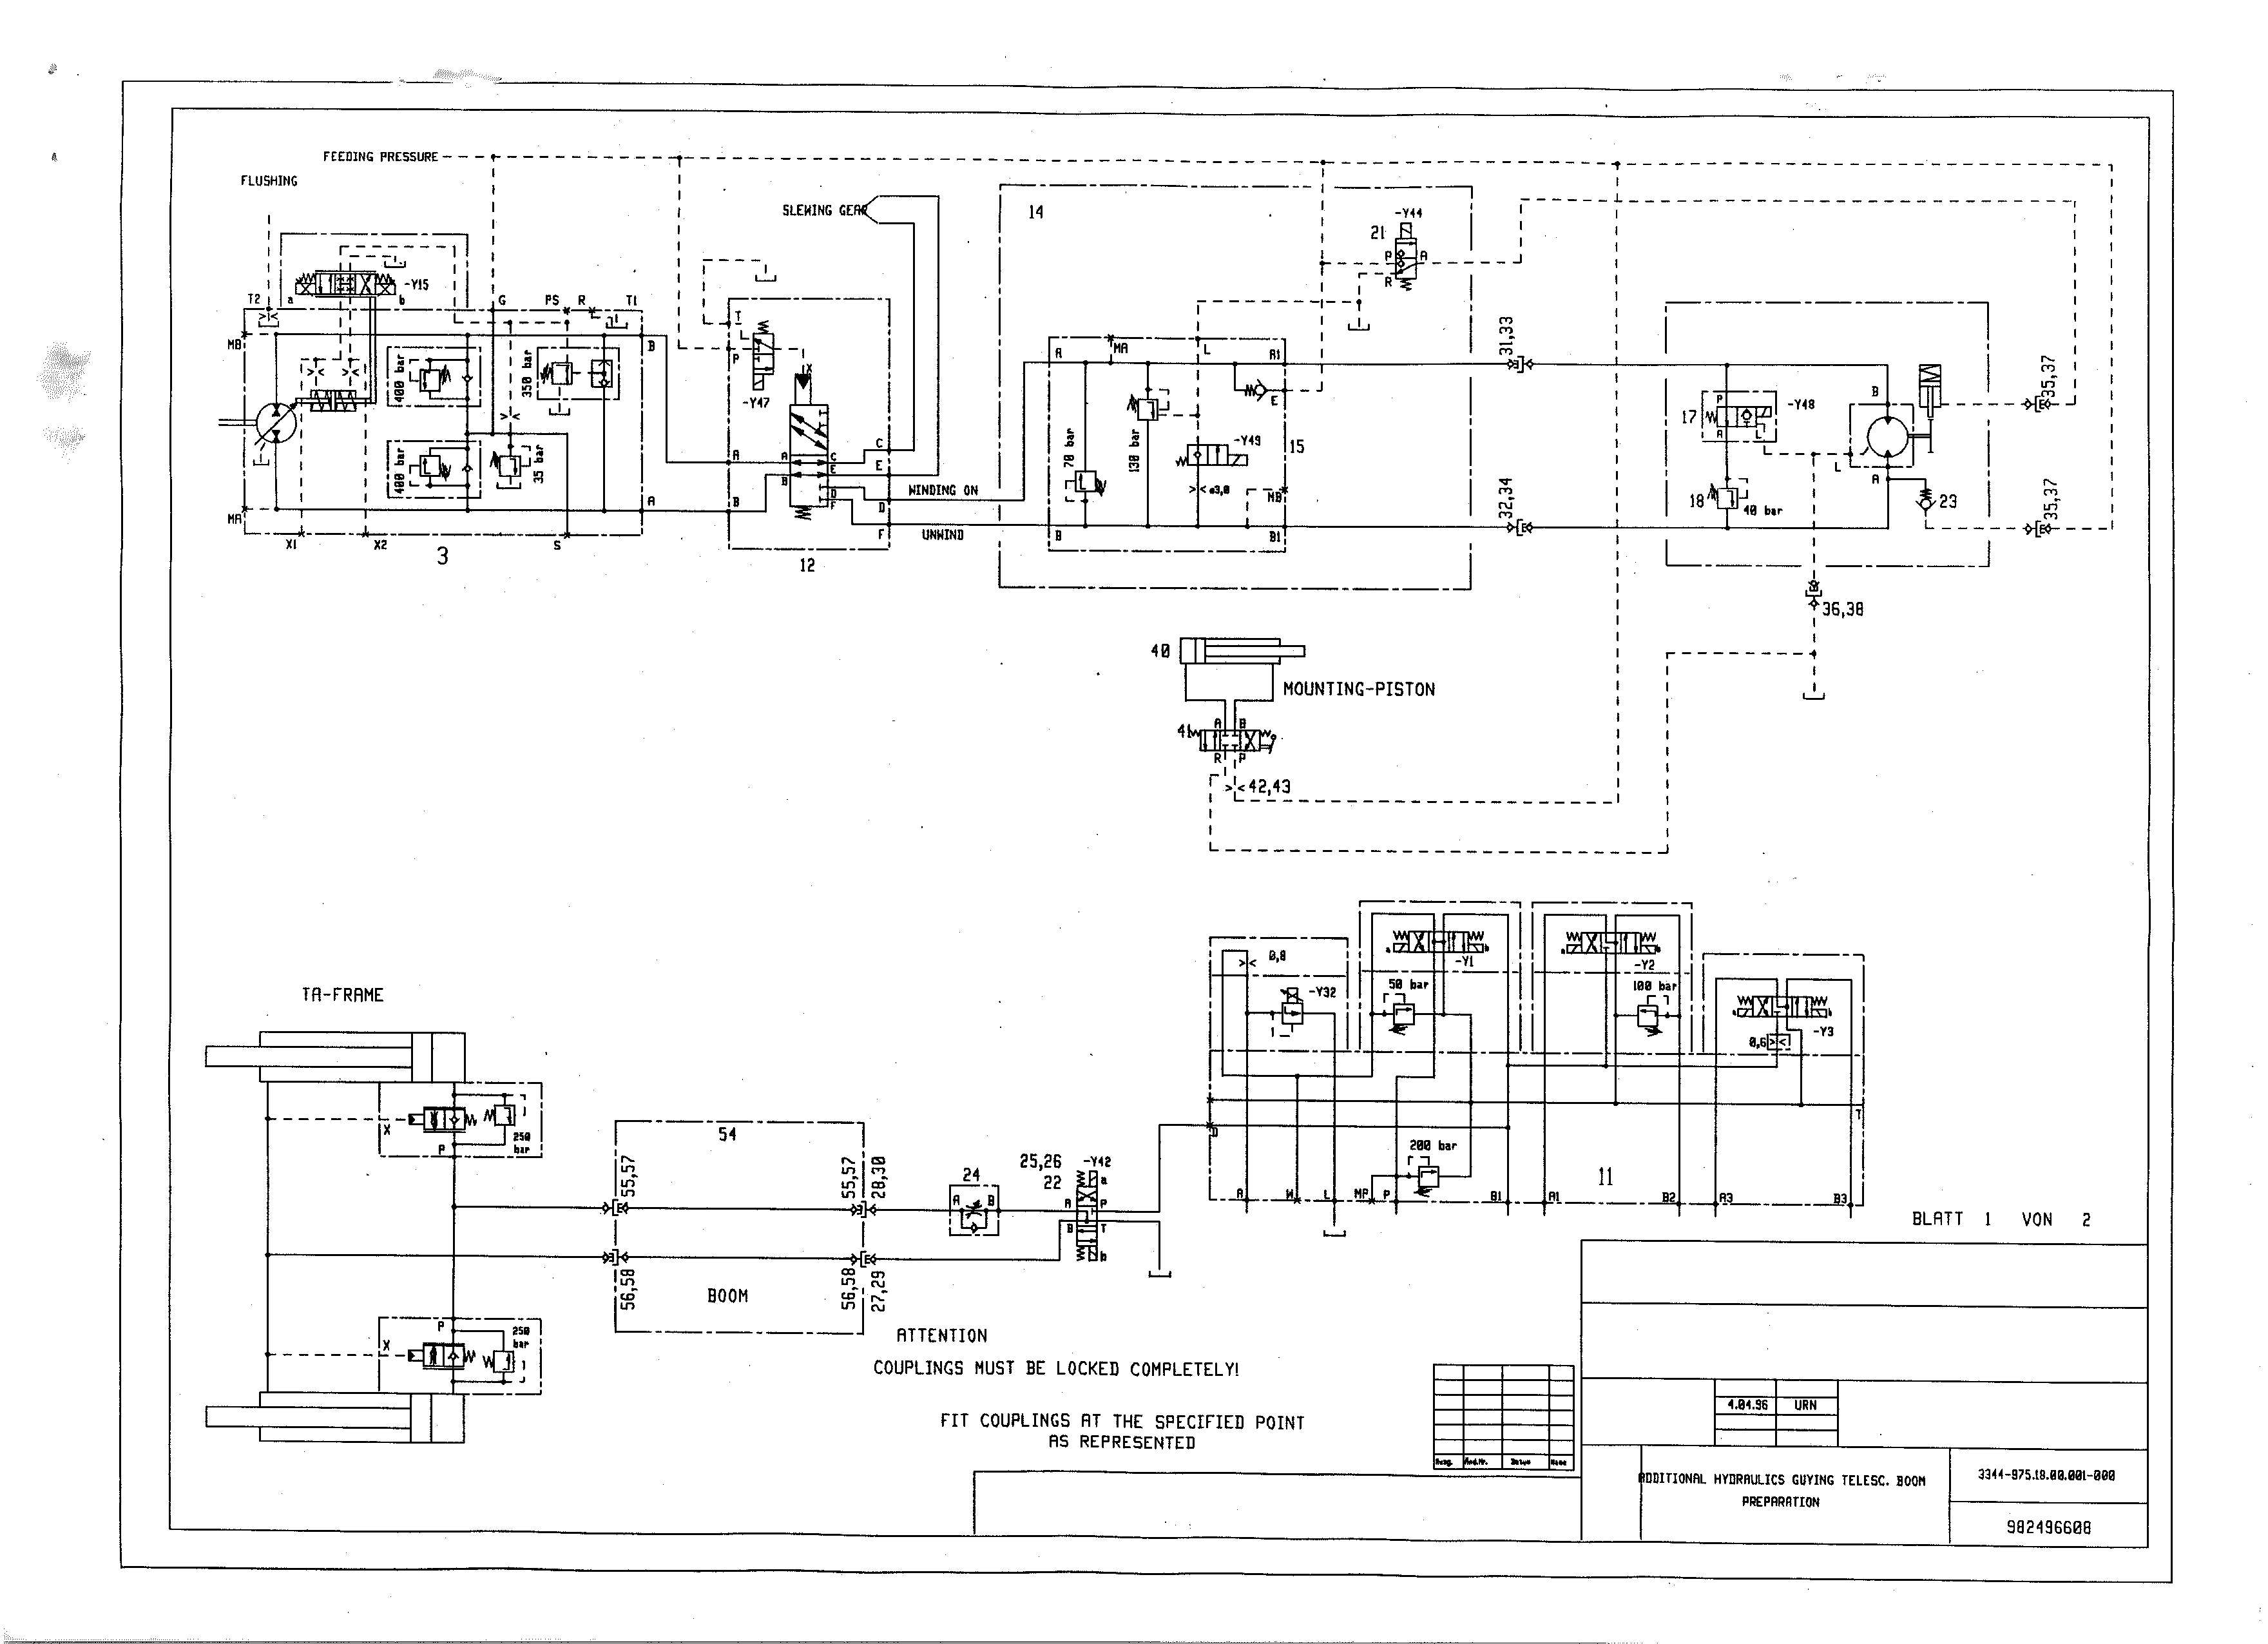 FEEDING PRESSURE
FLUSHING
SLEWING GEAR
14
-Y44
21
P
A
R
-Y15
T2
a
b
G
PS
R
T1
MB
B
400 bar
350 bar
400 bar
35 bar
MA
A
X1
X2
3
S
T
P
X
-Y47
A
B
A
B
C
E
D
F
C
E
D
F
WINDING ON
UNWIND
12
A
MA
L
A1
E
70 bar
130 bar
-Y49
15
ø3,0
MB
B
B1
31,33
32,34
17
P
-Y48
A
L
18
40 bar
B
L
A
23
35,37
35,37
36,38
40
MOUNTING-PISTON
41
A
B
R
P
42,43
TA-FRAME
X
P
250
bar
P
X
250
bar
54
55,57
55,57
28,30
56,58
56,58
27,29
BOOM
24
A
B
25,26
22
-Y42
a
A
P
B
T
b
0,8
-Y32
-Y1
50 bar
-Y2
100 bar
-Y3
0,6
T
D
200 bar
11
A
M
L
MP
P
B1
A1
B2
A3
B3
BLATT 1 VON 2
ATTENTION
COUPLINGS MUST BE LOCKED COMPLETELY!
FIT COUPLINGS AT THE SPECIFIED POINT
AS REPRESENTED
4.04.96
URN
Datum
Name
ADDITIONAL HYDRAULICS GUYING TELESC. BOOM
PREPARATION
3344-975.18.00.001-000
982496608